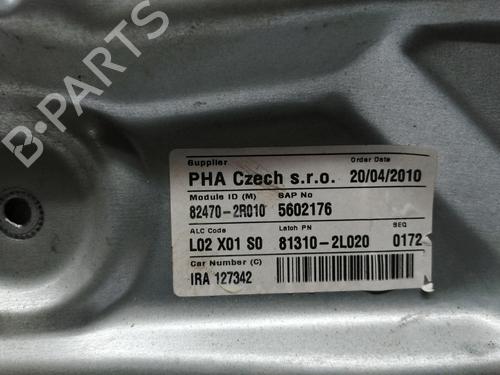 B-PARTS
Supplier Order Date
PHA Czech s.r.o. 20/04/2010
Module ID (M) SAP No
82470-2R010 5602176
ALC Code Latch PN SEQ
L02 X01 S0 81310-2L020 0172
Car Number (C)
IRA 127342